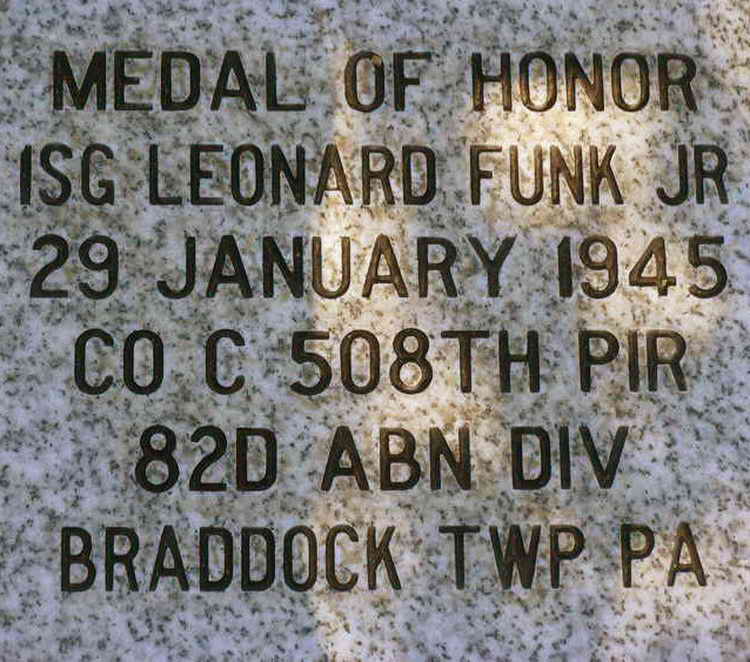 MEDAL OF HONOR
1SG LEONARD FUNK JR
29 JANUARY 1945
CO C 508TH PIR
82D ABN DIV
BRADDOCK TWP PA